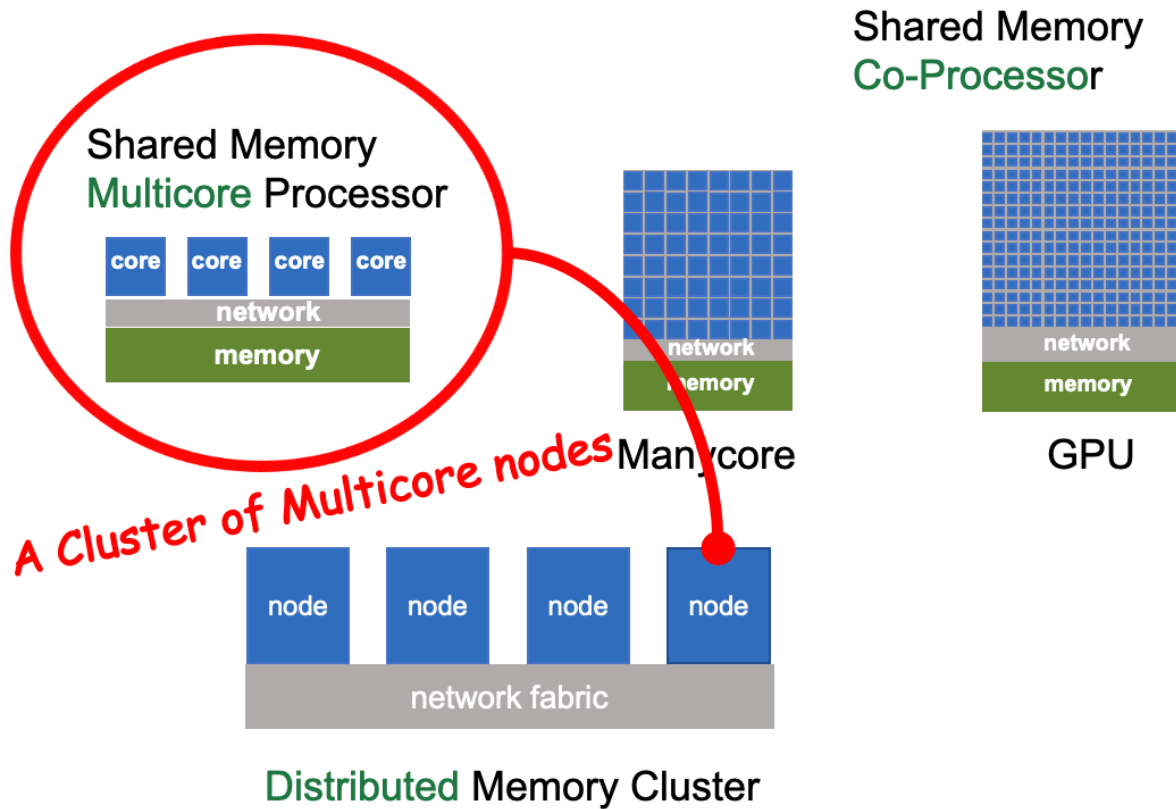 Shared Memory
Co-Processor
Shared Memory
Multicore Processor
core core core core
network
memory
network
memory
Manycore
network
memory
GPU
A Cluster of Multicore nodes
node node node node
network fabric
Distributed Memory Cluster